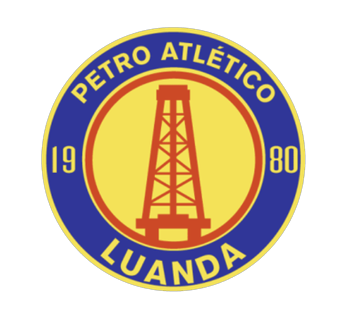 PETRO ATLÉTICO
19 80
LUANDA